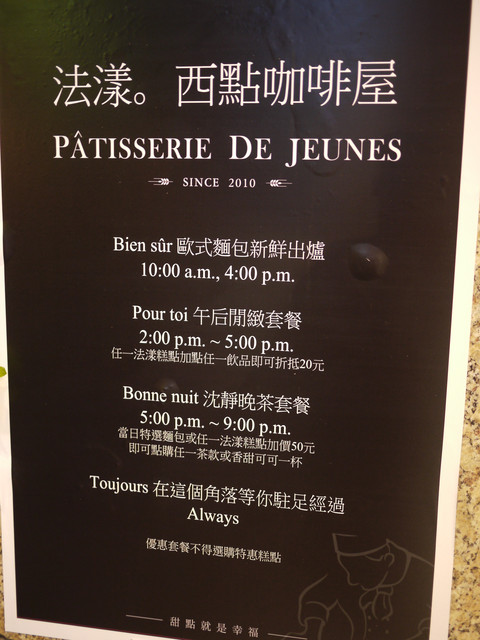 法漾。西點咖啡屋
PÂTISSERIE DE JEUNES
SINCE 2010
Bien sûr 歐式麵包新鮮出爐
10:00 a.m., 4:00 p.m.
Pour toi 午后閒緻套餐
2:00 p.m. ~ 5:00 p.m.
任一法漾糕點加點任一飲品即可折抵20元
Bonne nuit 沈靜晚茶套餐
5:00 p.m. ~ 9:00 p.m.
當日特選麵包或任一法漾糕點加價50元
即可點購任一茶款或香甜可可一杯
Toujours 在這個角落等你駐足經過
Always
優惠套餐不得選購特惠糕點
甜點就是幸福